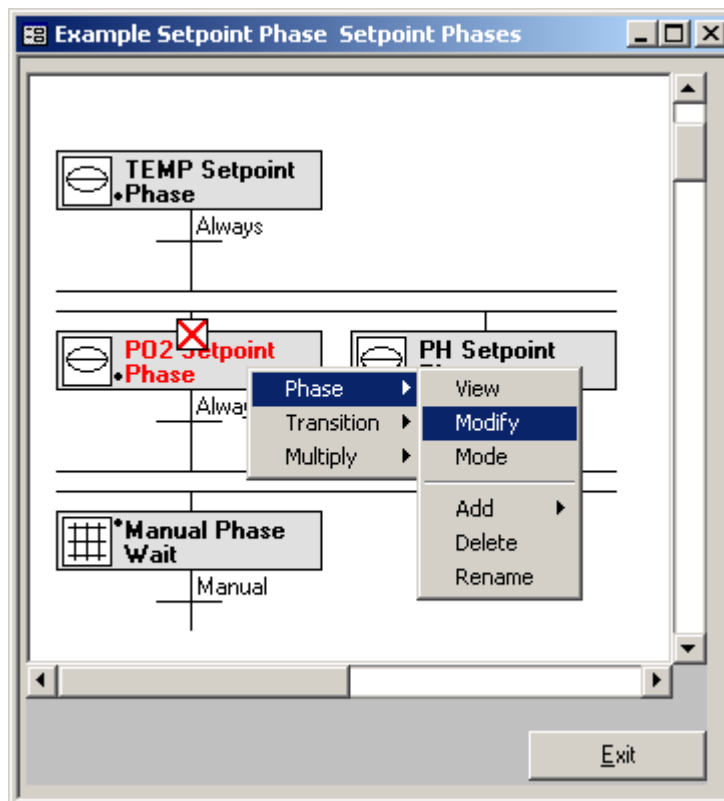 Example Setpoint Phase  Setpoint Phases
TEMP Setpoint
Phase
Always
PO2 Setpoint
Phase
PH Setpoint
Phase
View
Transition
Modify
Multiply
Mode
Add
Delete
Rename
Manual Phase
Wait
Manual
Exit